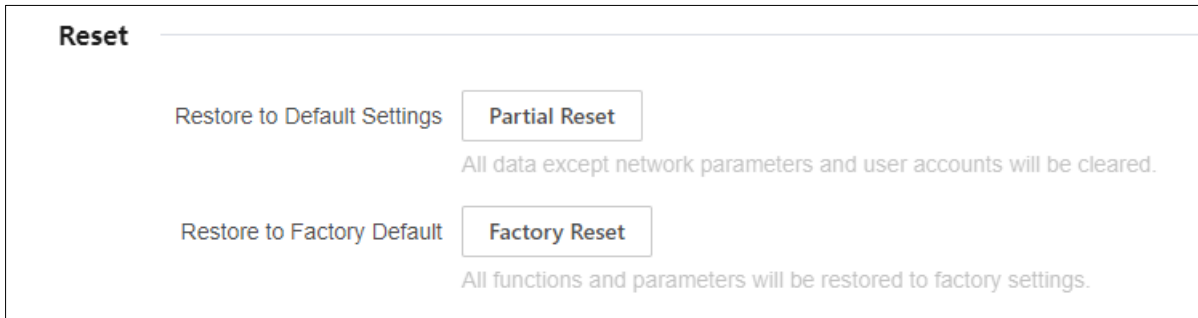 Reset
Restore to Default Settings Partial Reset
All data except network parameters and user accounts will be cleared.
Restore to Factory Default Factory Reset
All functions and parameters will be restored to factory settings.